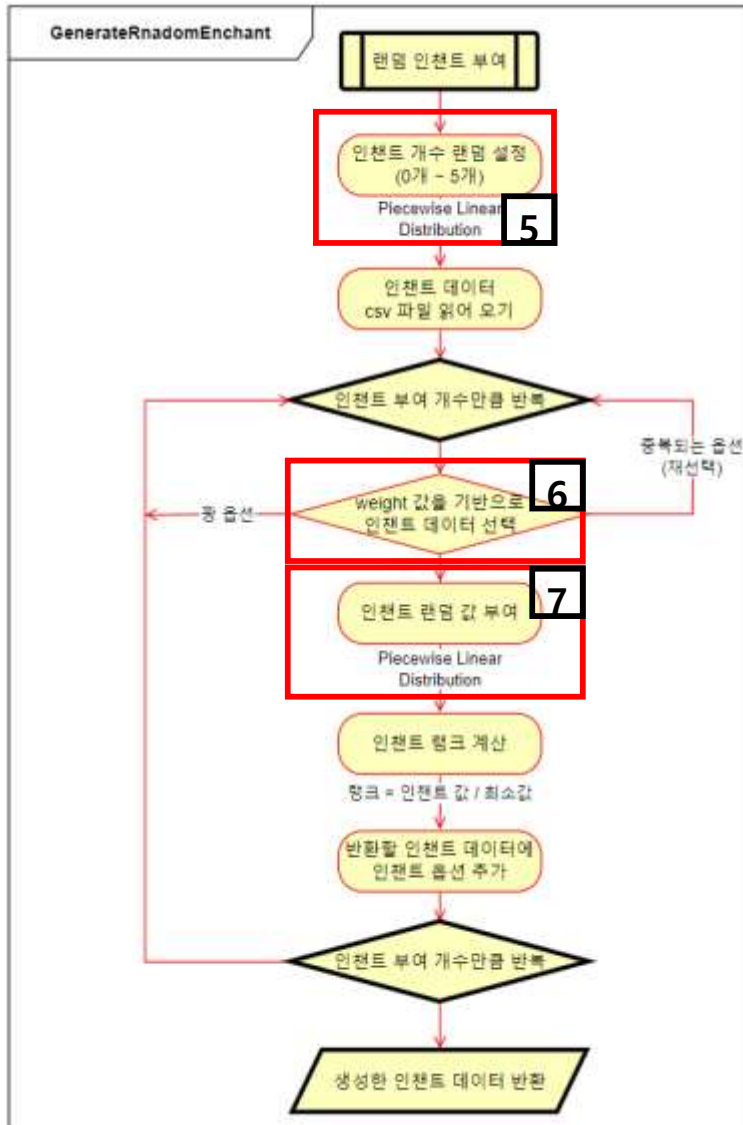 GenerateRnadomEnchant
랜덤 인챈트 부여
인챈트 개수 랜덤 설정
(0개 ~ 5개)
Piecewise Linear
Distribution
5
인챈트 데이터
csv 파일 읽어 오기
인챈트 부여 개수만큼 반복
중복되는 옵션
(재선택)
6
weight 값을 기반으로
인챈트 데이터 선택
꽝 옵션
7
인챈트 랜덤 값 부여
Piecewise Linear
Distribution
인챈트 랭크 계산
랭크 = 인챈트 값 / 최소값
반환할 인챈트 데이터에
인챈트 옵션 추가
인챈트 부여 개수만큼 반복
생성한 인챈트 데이터 반환